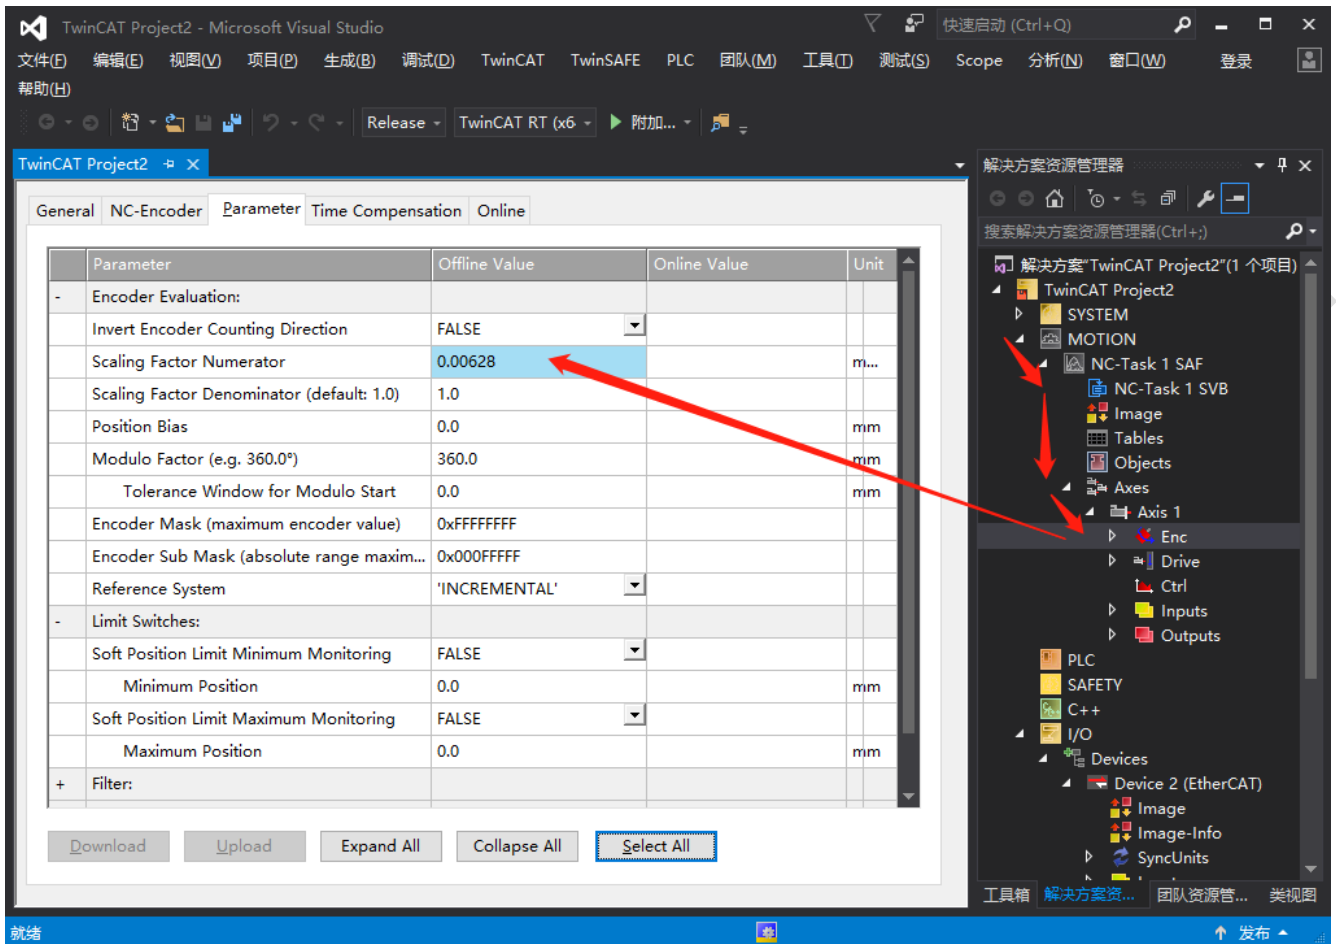 TwinCAT Project2 - Microsoft Visual Studio
快速启动 (Ctrl+Q)
文件(F) 编辑(E) 视图(V) 项目(P) 生成(B) 调试(D) TwinCAT TwinSAFE PLC 团队(M) 工具(T) 测试(S) Scope 分析(N) 窗口(W) 登录
帮助(H)
Release TwinCAT RT (x6 附加...
TwinCAT Project2
General NC-Encoder Parameter Time Compensation Online
Parameter Offline Value Online Value Unit
- Encoder Evaluation:
Invert Encoder Counting Direction FALSE
Scaling Factor Numerator 0.00628 m...
Scaling Factor Denominator (default: 1.0) 1.0
Position Bias 0.0 mm
Modulo Factor (e.g. 360.0°) 360.0 mm
Tolerance Window for Modulo Start 0.0 mm
Encoder Mask (maximum encoder value) 0xFFFFFFFF
Encoder Sub Mask (absolute range maxim... 0x000FFFFF
Reference System 'INCREMENTAL'
- Limit Switches:
Soft Position Limit Minimum Monitoring FALSE
Minimum Position 0.0 mm
Soft Position Limit Maximum Monitoring FALSE
Maximum Position 0.0 mm
+ Filter:
Download Upload Expand All Collapse All Select All
解决方案资源管理器
搜索解决方案资源管理器(Ctrl+;)
解决方案"TwinCAT Project2"(1 个项目)
TwinCAT Project2
SYSTEM
MOTION
NC-Task 1 SAF
NC-Task 1 SVB
Image
Tables
Objects
Axes
Axis 1
Enc
Drive
Ctrl
Inputs
Outputs
PLC
SAFETY
C++
I/O
Devices
Device 2 (EtherCAT)
Image
Image-Info
SyncUnits
工具箱 解决方案资... 团队资源管... 类视图
就绪 发布